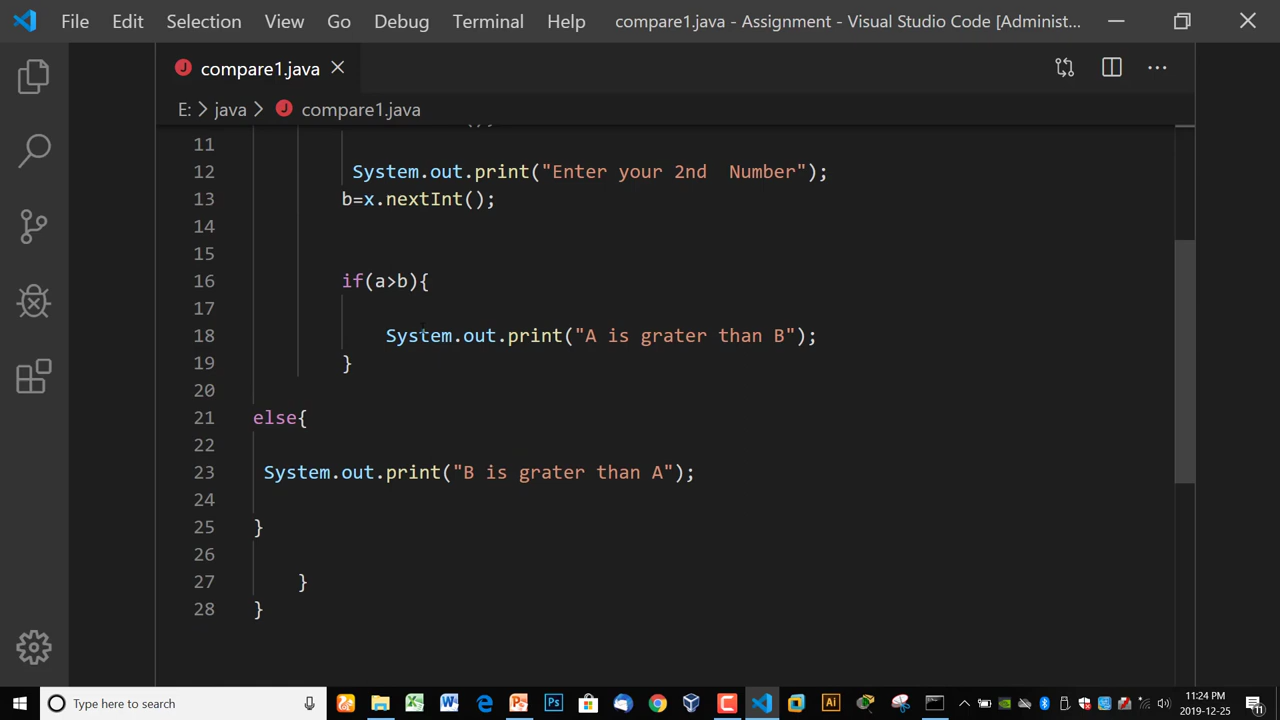 File Edit Selection View Go Debug Terminal Help compare1.java - Assignment - Visual Studio Code [Administ...
J compare1.java
E: > java > J compare1.java
11
12 System.out.print("Enter your 2nd  Number");
13 b=x.nextInt();
14
15
16 if(a>b){
17
18 System.out.print("A is grater than B");
19 }
20
21 else{
22
23 System.out.print("B is grater than A");
24
25 }
26
27 }
28 }
Type here to search
11:24 PM
2019-12-25
11